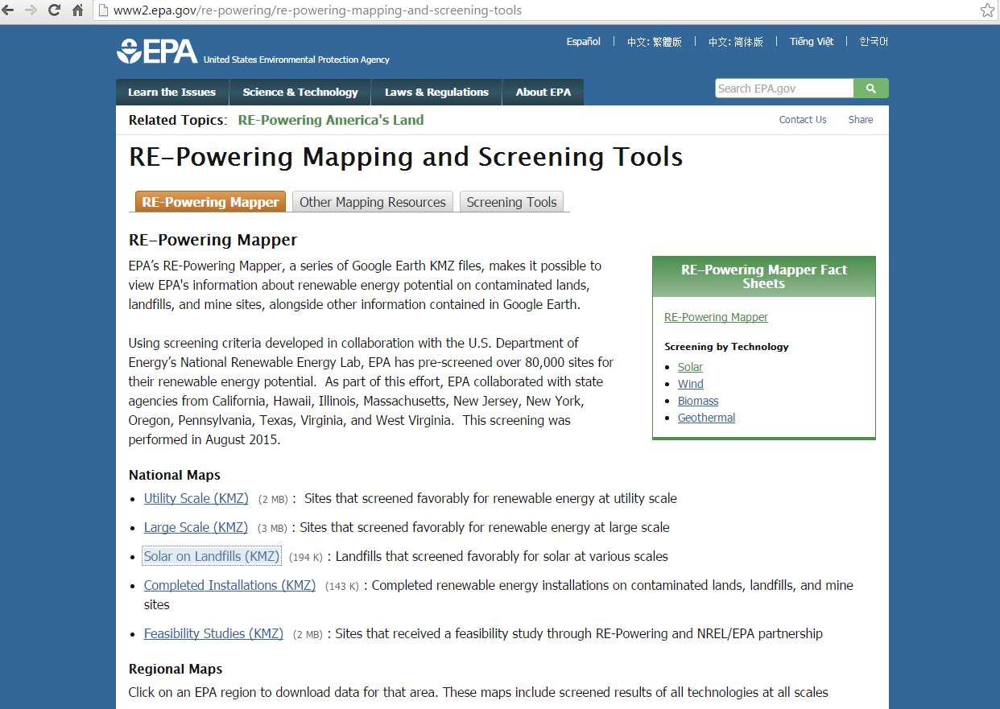 www2.epa.gov/re-powering/re-powering-mapping-and-screening-tools
EPA United States Environmental Protection Agency
Español | 中文: 繁體版 | 中文: 简体版 | Tiếng Việt | 한국어
Learn the Issues
Science & Technology
Laws & Regulations
About EPA
Search EPA.gov
Related Topics: RE-Powering America's Land
Contact Us
Share
RE-Powering Mapping and Screening Tools
RE-Powering Mapper
Other Mapping Resources
Screening Tools
RE-Powering Mapper
EPA’s RE-Powering Mapper, a series of Google Earth KMZ files, makes it possible to
view EPA's information about renewable energy potential on contaminated lands,
landfills, and mine sites, alongside other information contained in Google Earth.
Using screening criteria developed in collaboration with the U.S. Department of
Energy’s National Renewable Energy Lab, EPA has pre-screened over 80,000 sites for
their renewable energy potential. As part of this effort, EPA collaborated with state
agencies from California, Hawaii, Illinois, Massachusetts, New Jersey, New York,
Oregon, Pennsylvania, Texas, Virginia, and West Virginia. This screening was
performed in August 2015.
RE-Powering Mapper Fact
Sheets
RE-Powering Mapper
Screening by Technology
• Solar
• Wind
• Biomass
• Geothermal
National Maps
• Utility Scale (KMZ) (2 MB) : Sites that screened favorably for renewable energy at utility scale
• Large Scale (KMZ) (3 MB) : Sites that screened favorably for renewable energy at large scale
• Solar on Landfills (KMZ) (194 K) : Landfills that screened favorably for solar at various scales
• Completed Installations (KMZ) (143 K) : Completed renewable energy installations on contaminated lands, landfills, and mine
sites
• Feasibility Studies (KMZ) (2 MB) : Sites that received a feasibility study through RE-Powering and NREL/EPA partnership
Regional Maps
Click on an EPA region to download data for that area. These maps include screened results of all technologies at all scales